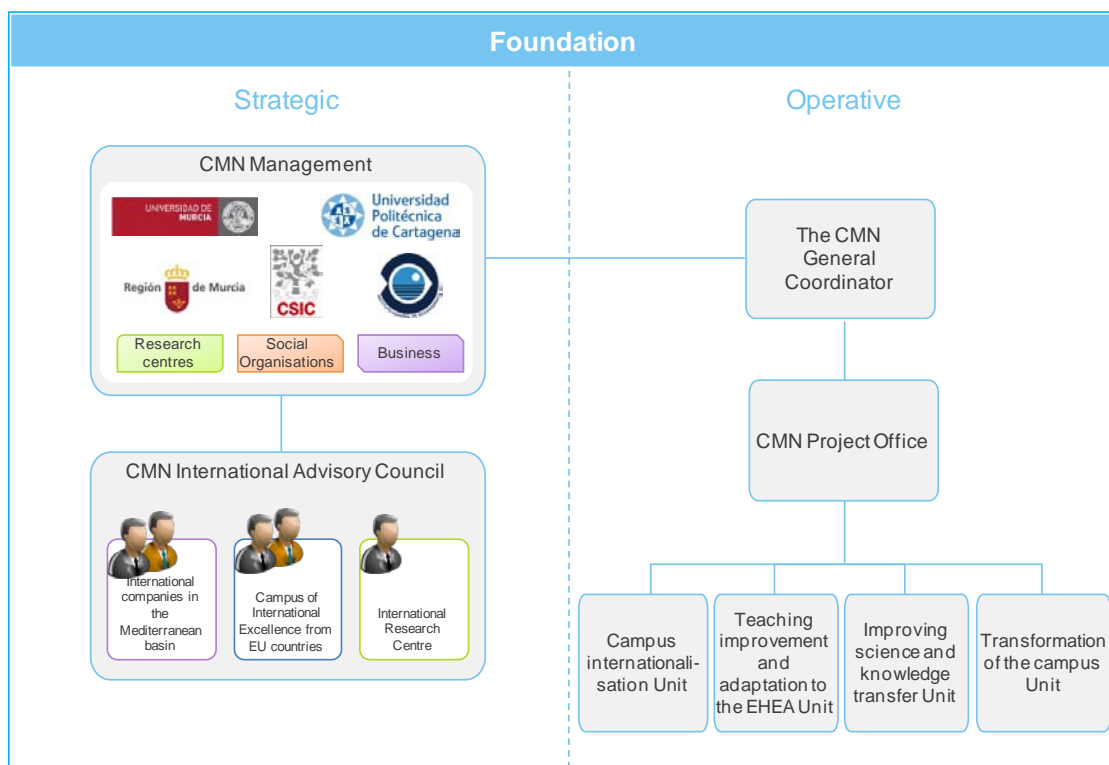 Foundation
Strategic
Operative
CMN Management
UNIVERSIDAD DE
MURCIA
Universidad
Politécnica
de Cartagena
Región de Murcia
CSIC
Research
centres
Social
Organisations
Business
CMN International Advisory Council
International
companies in
the
Mediterranean
basin
Campus of
International
Excellence from
EU countries
International
Research
Centre
The CMN
General
Coordinator
CMN Project Office
Campus
internationali-
sation Unit
Teaching
improvement
and
adaptation to
the EHEA Unit
Improving
science and
knowledge
transfer Unit
Transformation
of the campus
Unit